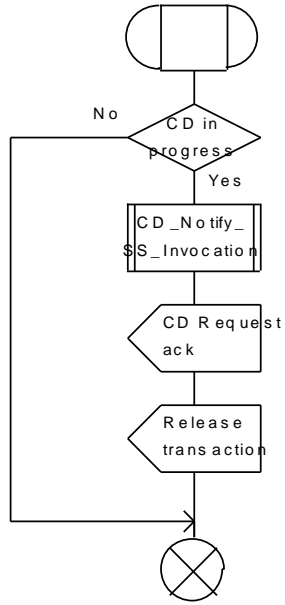 No
CD in
progress
Yes
CD_Notify_
SS_Invocation
CD Request
ack
Release
transaction